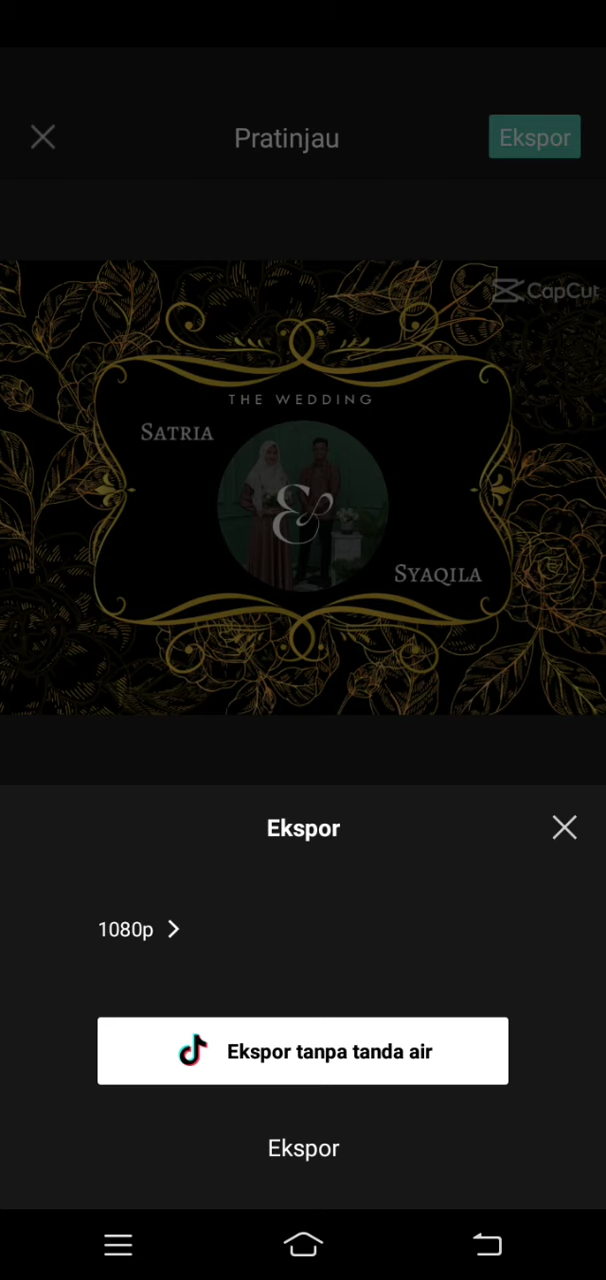 Pratinjau
Ekspor
CapCut
THE WEDDING
SATRIA
&
SYAQILA
Ekspor
1080p
Ekspor tanpa tanda air
Ekspor